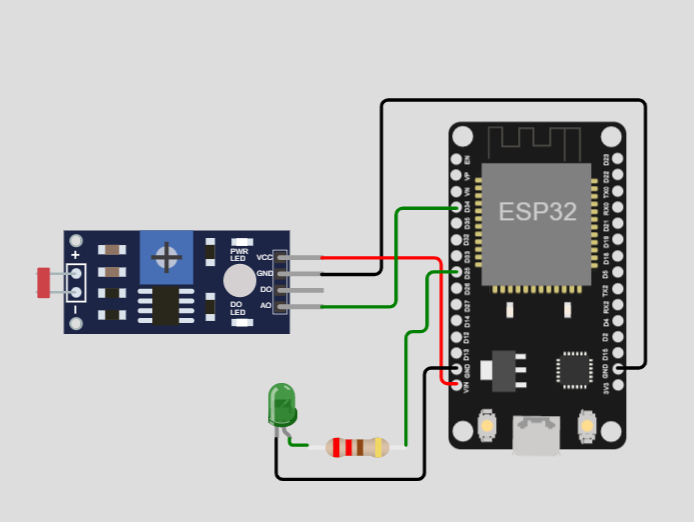 ESP32
EN
VP
VN
D34
D35
D32
D33
D25
D26
D27
D14
D12
D13
GND
VIN
D23
D22
TX0
RX0
D21
D19
D18
D5
TX2
RX2
D4
D2
D15
GND
3V3
+
−
PWR
LED
DO
LED
VCC
GND
DO
AO